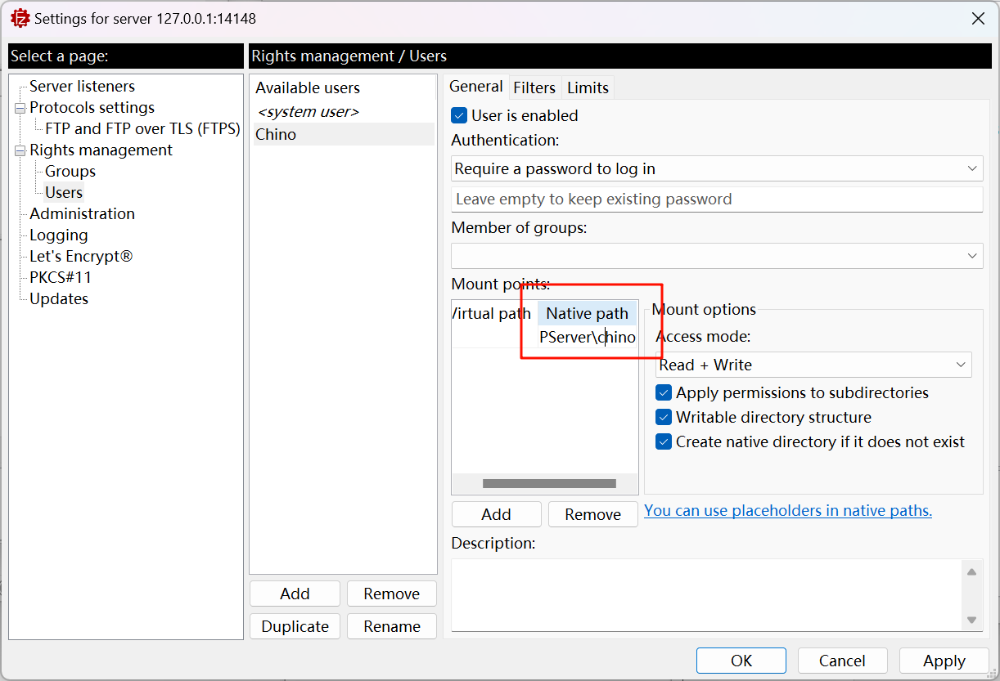 Settings for server 127.0.0.1:14148
Select a page:
Server listeners
Protocols settings
FTP and FTP over TLS (FTPS)
Rights management
Groups
Users
Administration
Logging
Let's Encrypt®
PKCS#11
Updates
Rights management / Users
Available users
<system user>
Chino
Add
Remove
Duplicate
Rename
General Filters Limits
User is enabled
Authentication:
Require a password to log in
Leave empty to keep existing password
Member of groups:
Mount points:
Virtual path Native path
PServer\chino
Add Remove
Mount options
Access mode:
Read + Write
Apply permissions to subdirectories
Writable directory structure
Create native directory if it does not exist
You can use placeholders in native paths.
Description:
OK Cancel Apply